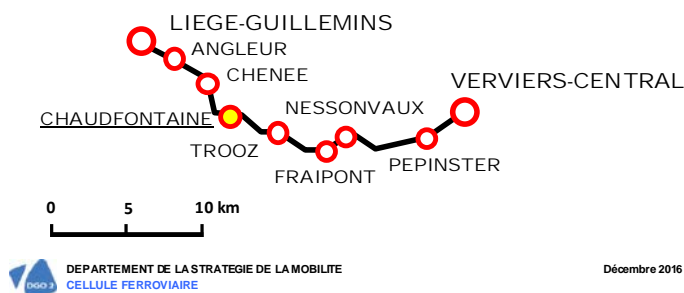 LIEGE-GUILLEMINS
ANGLEUR
CHENEE
VERVIERS-CENTRAL
NESSONVAUX
CHAUDFONTAINE
TROOZ
PEPINSTER
FRAIPONT
0 5 10 km
DGO 2
DEPARTEMENT DE LA STRATEGIE DE LA MOBILITE
Décembre 2016
CELLULE FERROVIAIRE